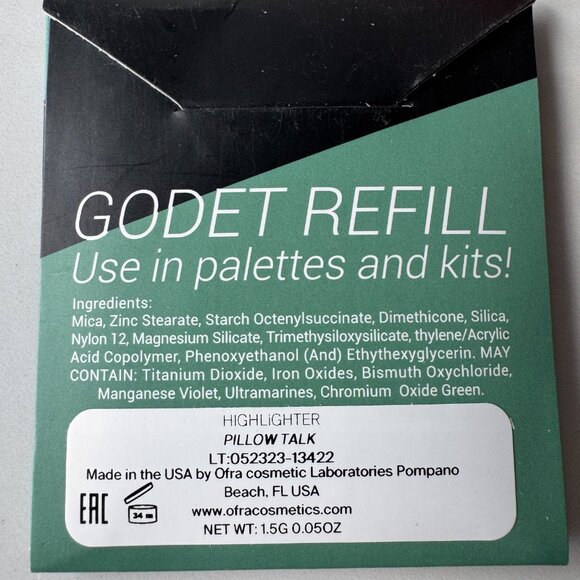 GODET REFILL
Use in palettes and kits!
Ingredients:
Mica, Zinc Stearate, Starch Octenylsuccinate, Dimethicone, Silica,
Nylon 12, Magnesium Silicate, Trimethysiloxysilicate, thylene/Acrylic
Acid Copolymer, Phenoxyethanol (And) Ethythexyglycerin. MAY
CONTAIN: Titanium Dioxide, Iron Oxides, Bismuth Oxychloride,
Manganese Violet, Ultramarines, Chromium Oxide Green.
HIGHLiGHTER
PILLOW TALK
LT:052323-13422
Made in the USA by Ofra cosmetic Laboratories Pompano
Beach, FL USA
www.ofracosmetics.com
NET WT: 1.5G 0.05OZ
EAC
34 m